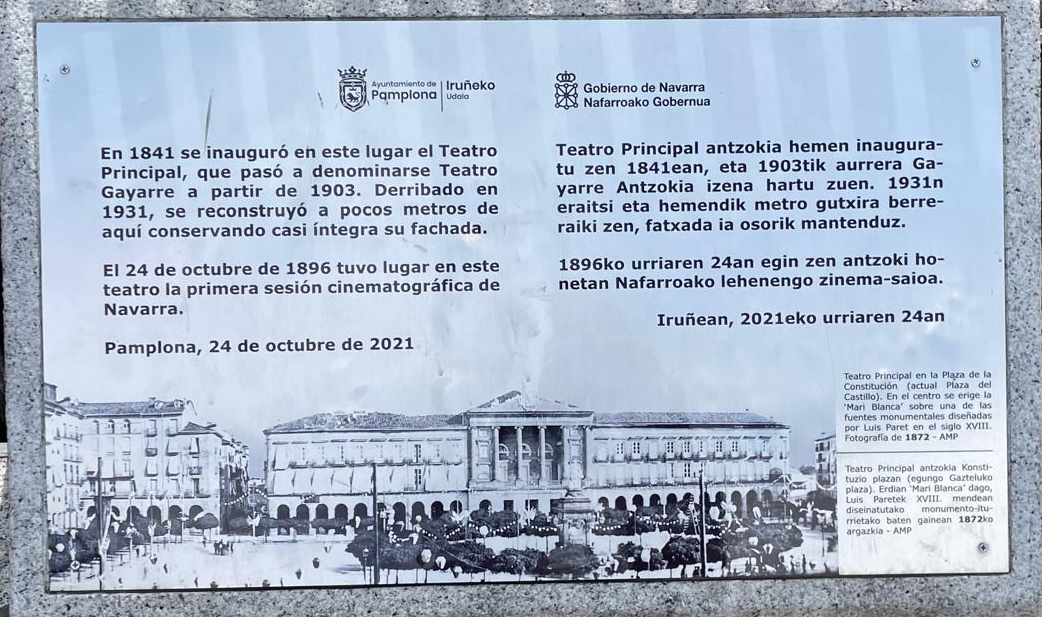 Ayuntamiento de
Pamplona
Iruñeko
Udala
Gobierno de Navarra
Nafarroako Gobernua
En 1841 se inauguró en este lugar el Teatro
Principal, que pasó a denominarse Teatro
Gayarre a partir de 1903. Derribado en
1931, se reconstruyó a pocos metros de
aquí conservando casi íntegra su fachada.
El 24 de octubre de 1896 tuvo lugar en este
teatro la primera sesión cinematográfica de
Navarra.
Pamplona, 24 de octubre de 2021
Teatro Principal antzokia hemen inaugura-
tu zen 1841ean, eta 1903tik aurrera Ga-
yarre Antzokia izena hartu zuen. 1931n
eraitsi eta hemendik metro gutxira berre-
raiki zen, fatxada ia osorik mantenduz.
1896ko urriaren 24an egin zen antzoki ho-
netan Nafarroako lehenengo zinema-saioa.
Iruñean, 2021eko urriaren 24an
Teatro Principal en la Plaza de la
Constitución (actual Plaza del
Castillo). En el centro se erige la
'Mari Blanca' sobre una de las
fuentes monumentales diseñadas
por Luis Paret en el siglo XVIII.
Fotografía de 1872 - AMP
Teatro Principal antzokia Konsti-
tuzio plazan (egungo Gazteluko
plaza). Erdian 'Mari Blanca' dago,
Luis Paretek XVIII. mendean
diseinatutako monumento-itu-
rrietako baten gainean 1872ko
argazkia - AMP